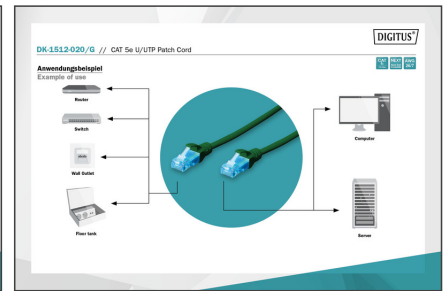 DIGITUS®
DK-1512-020/G // CAT 5e U/UTP Patch Cord
Anwendungsbeispiel
Example of use
Router
Switch
Wall Outlet
Floor tank
Computer
Server